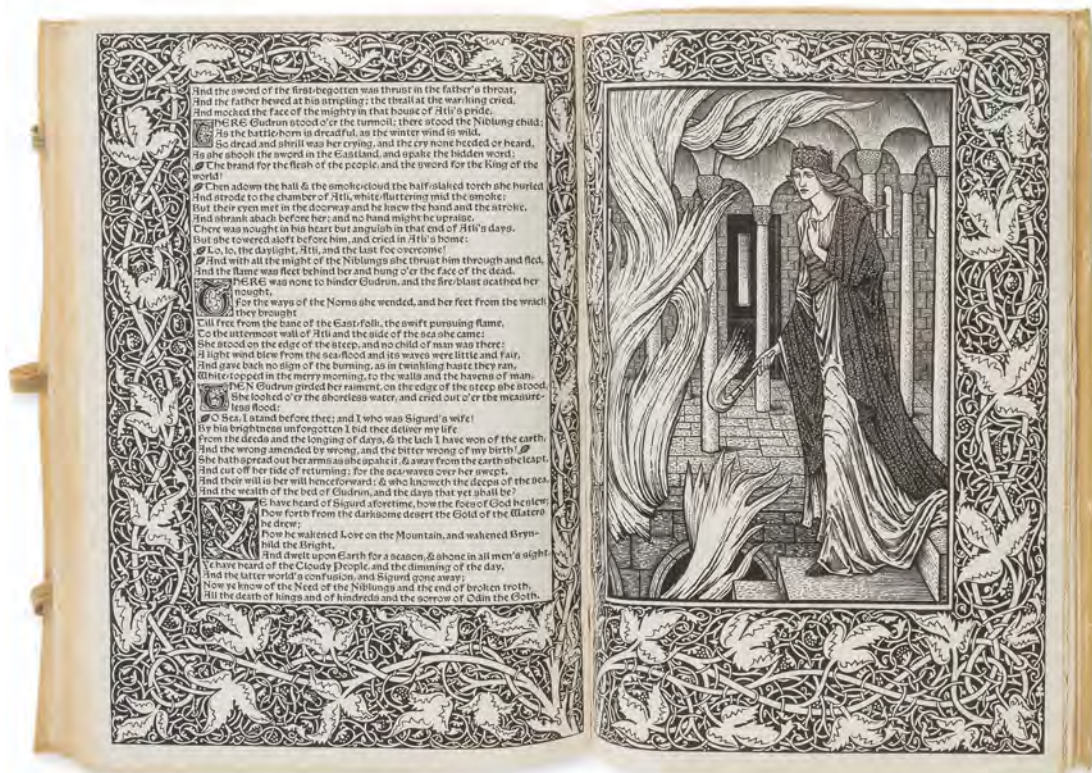 And the sword of the first-begotten was thrust in the father's throat,
And the father hewed at his stripling; the thrall at the war-king cried,
And mocked the face of the mighty in that house of Atli's pride.
THERE Gudrun stood o'er the turmoil; there stood the Niblung child;
As the battle-horn is dreadful, as the winter wind is wild,
So dread and shrill was her crying, and the cry none heeded or heard,
As she shook the sword in the Eastland, and spake the hidden word:
The brand for the flesh of the people, and the sword for the King of the
world!
Then adown the hall & the smoke-cloud the half-slaked torch she hurled
And strode to the chamber of Atli, white-fluttering mid the smoke;
But their eyen met in the doorway and he knew the hand and the stroke,
And shrank aback before her; and no hand might he upraise,
There was nought in his heart but anguish in that end of Atli's days.
But she towered aloft before him, and cried in Atli's home:
Lo, lo, the daylight, Atli, and the last foe overcome!
And with all the might of the Niblungs she thrust him through and fled,
And the flame was fleet behind her and hung o'er the face of the dead.
THERE was none to hinder Gudrun, and the fire-blast scathed her
nought,
For the ways of the Norns she wended, and her feet from the wrack
they brought
Till free from the bane of the East-folk, the swift pursuing flame,
To the uttermost wall of Atli and the side of the sea she came:
She stood on the edge of the steep, and no child of man was there:
A light wind blew from the sea-flood and its waves were little and fair,
And gave back no sign of the burning, as in twinkling haste they ran,
White-topped in the merry morning, to the walls and the havens of man.
THEN Gudrun girded her raiment, on the edge of the steep she stood,
She looked o'er the shoreless water, and cried out o'er the measure-
less flood:
O Sea, I stand before thee; and I who was Sigurd's wife!
By his brightness unforgotten I bid thee deliver my life
From the deeds and the longing of days, & the lack I have won of the earth,
And the wrong amended by wrong, and the bitter wrong of my birth!
She hath spread out her arms as she spake it, & away from the earth she leapt,
And cut off her tide of returning; for the sea-waves over her swept,
And their will is her will henceforward; & who knoweth the deeps of the sea,
And the wealth of the bed of Gudrun, and the days that yet shall be?
YE have heard of Sigurd aforetime, how the foes of God he slew;
How forth from the darksome desert the Gold of the Waters
he drew;
How he wakened Love on the Mountain, and wakened Bryn-
hild the Bright,
And dwelt upon Earth for a season, & shone in all men's sight.
Ye have heard of the Cloudy People, and the dimming of the day,
And the latter world's confusion, and Sigurd gone away;
Now ye know of the Need of the Niblungs and the end of broken troth,
All the death of kings and of kindreds and the sorrow of Odin the Goth.